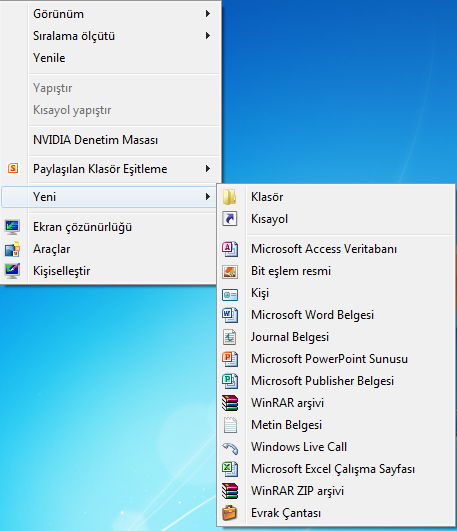 Görünüm
Sıralama ölçütü
Yenile
Yapıştır
Kısayol yapıştır
NVIDIA Denetim Masası
Paylaşılan Klasör Eşitleme
Yeni
Ekran çözünürlüğü
Araçlar
Kişiselleştir
Klasör
Kısayol
Microsoft Access Veritabanı
Bit eşlem resmi
Kişi
Microsoft Word Belgesi
Journal Belgesi
Microsoft PowerPoint Sunusu
Microsoft Publisher Belgesi
WinRAR arşivi
Metin Belgesi
Windows Live Call
Microsoft Excel Çalışma Sayfası
WinRAR ZIP arşivi
Evrak Çantası